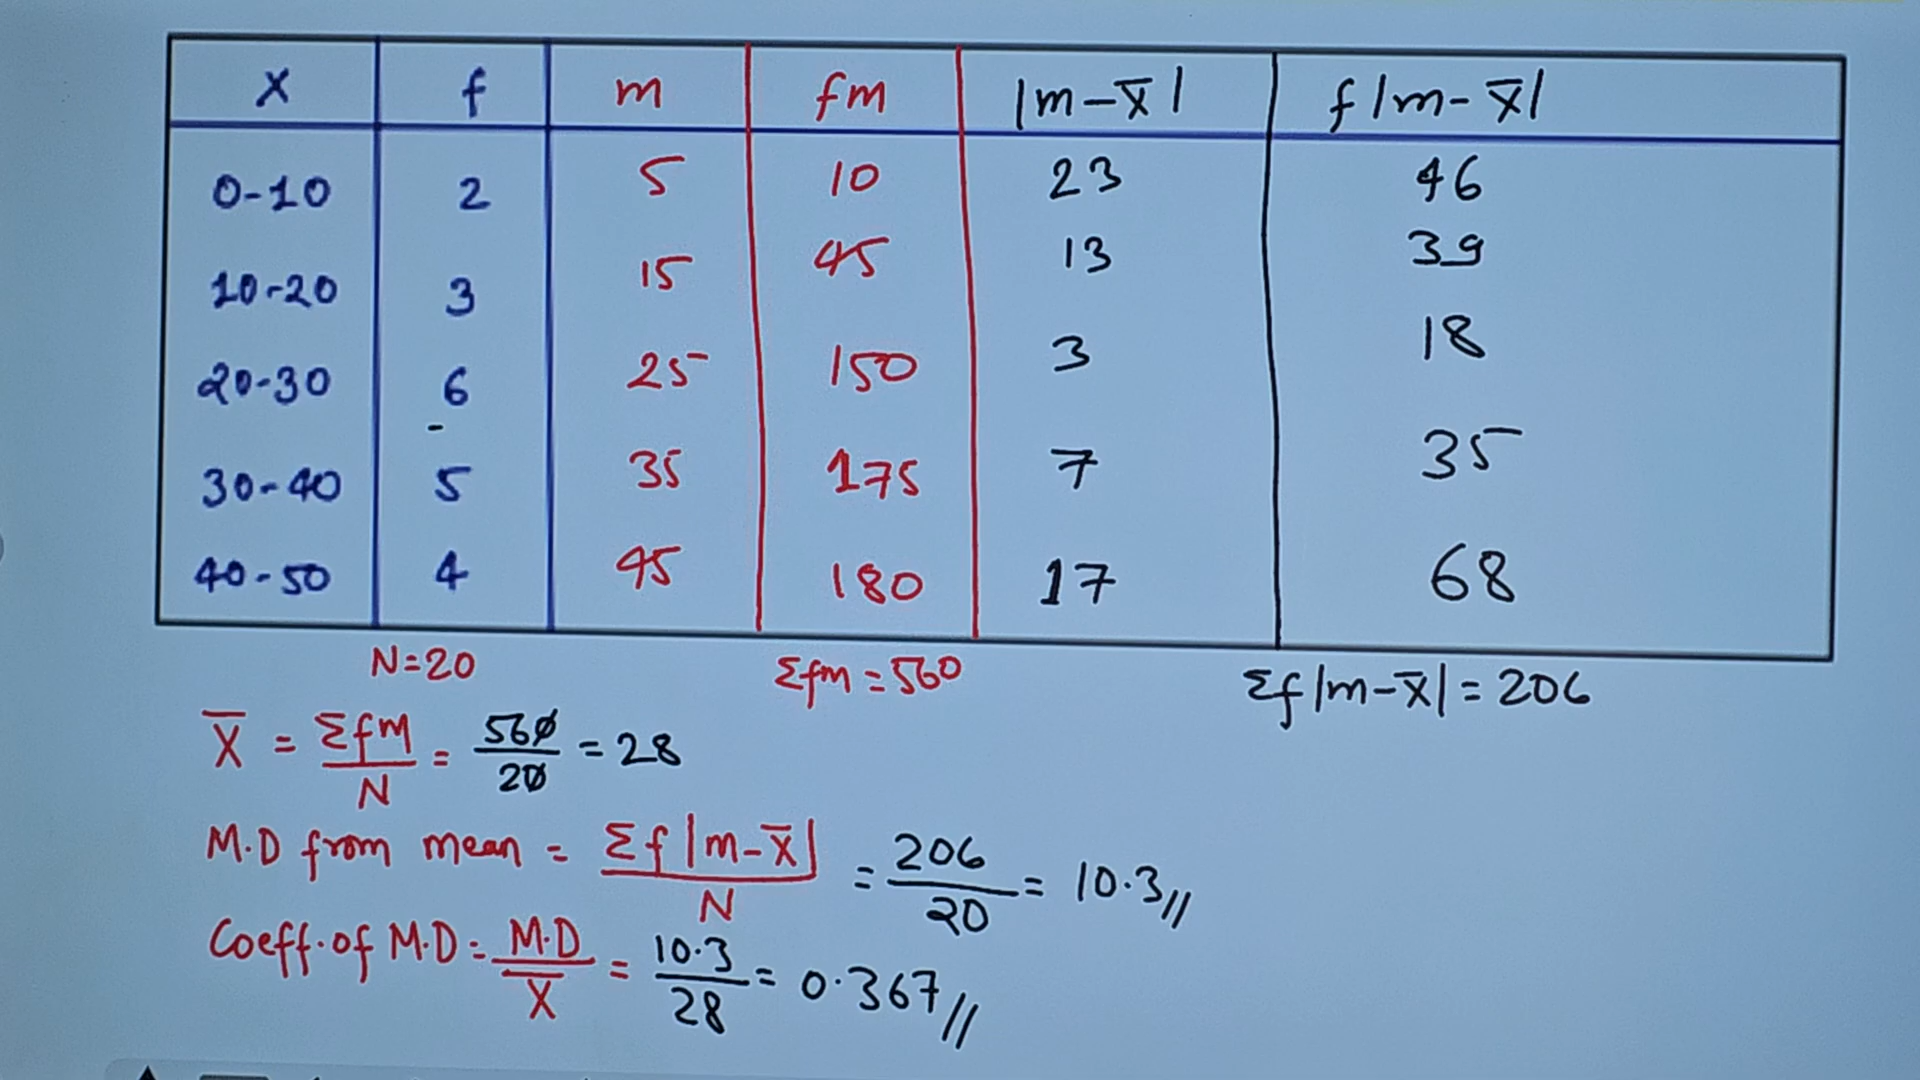 X f m fm |m-X̅| f|m-X̅|
0-10 2 5 10 23 46
10-20 3 15 45 13 39
20-30 6 25 150 3 18
30-40 5 35 175 7 35
40-50 4 45 180 17 68
N=20 Σfm=560 Σf|m-X̅|=206
X̅ = Σfm/N = 560/20 = 28
M.D from mean = Σf|m-X̅|/N = 206/20 = 10.3//
Coeff.of M.D = M.D/X̅ = 10.3/28 = 0.367//